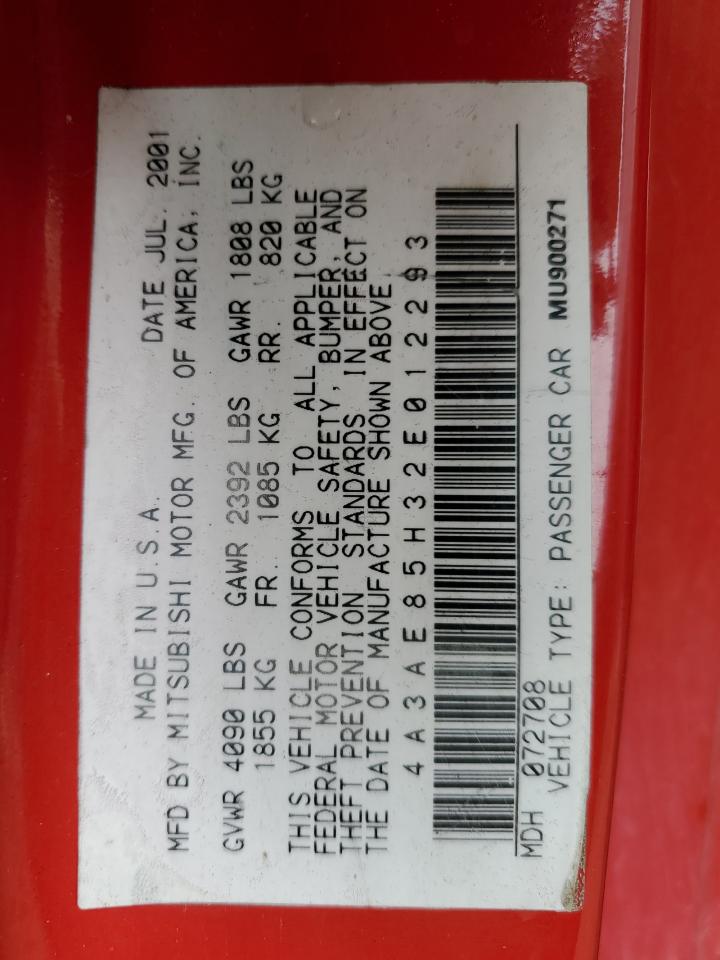 MADE IN U.S.A. DATE JUL. 2001
MFD BY MITSUBISHI MOTOR MFG. OF AMERICA, INC.
GVWR 4090 LBS GAWR 2392 LBS GAWR 1808 LBS
1855 KG FR. 1085 KG RR. 820 KG
THIS VEHICLE CONFORMS TO ALL APPLICABLE
FEDERAL MOTOR VEHICLE SAFETY, BUMPER, AND
THEFT PREVENTION STANDARDS IN EFFECT ON
THE DATE OF MANUFACTURE SHOWN ABOVE
4A3AE85H32E012293
MDH 072708
VEHICLE TYPE: PASSENGER CAR MU900271